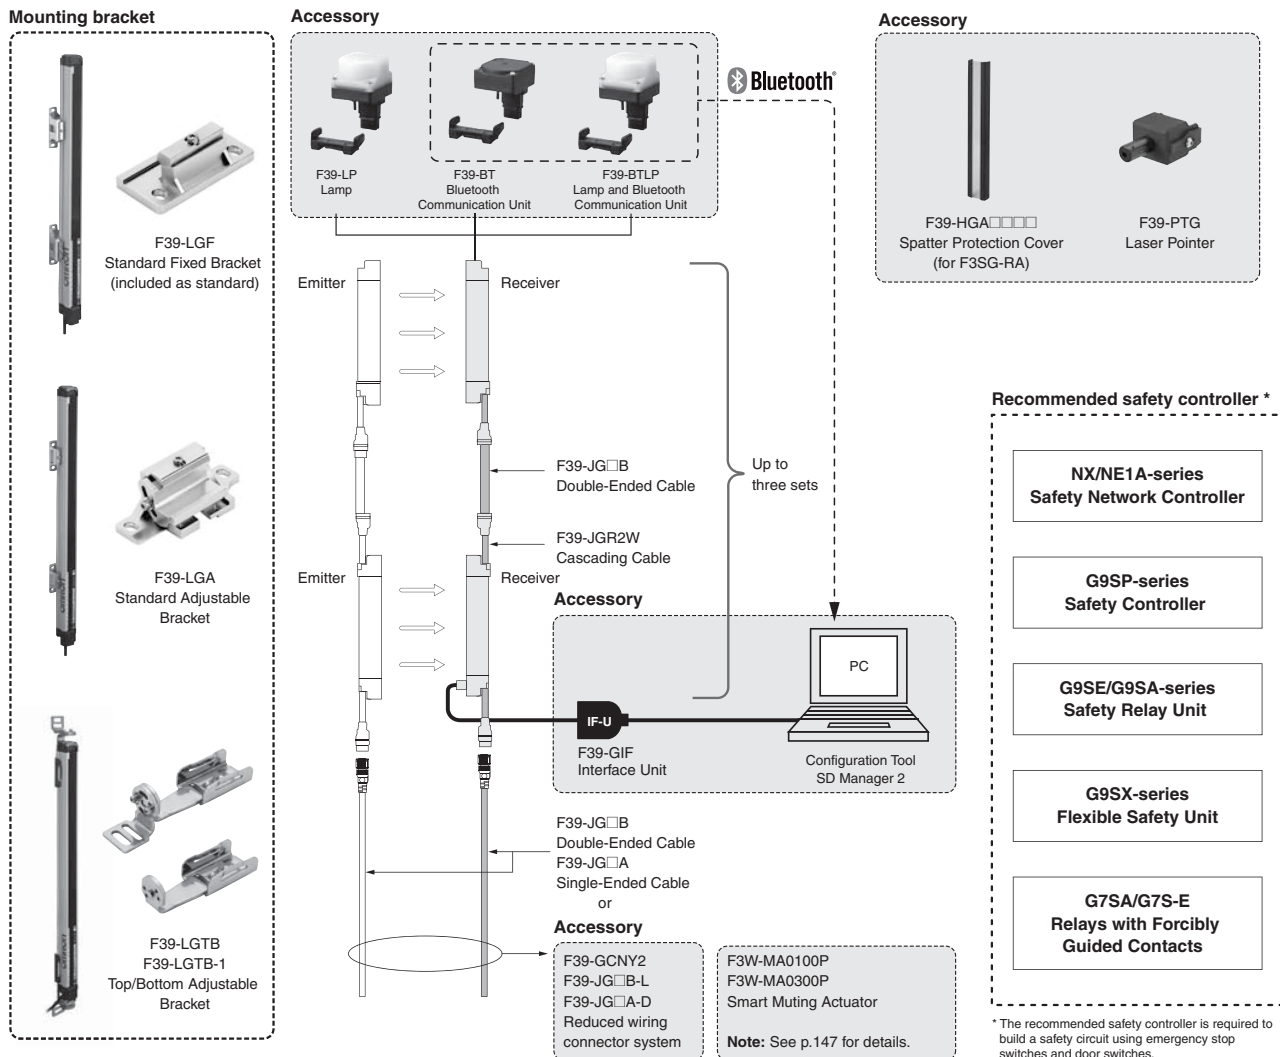 Mounting bracket
F39-LGF
Standard Fixed Bracket
(included as standard)
F39-LGA
Standard Adjustable
Bracket
F39-LGTB
F39-LGTB-1
Top/Bottom Adjustable
Bracket
Accessory
F39-LP
Lamp
F39-BT
Bluetooth
Communication Unit
F39-BTLP
Lamp and Bluetooth
Communication Unit
Bluetooth®
Accessory
F39-HGA□□□□
Spatter Protection Cover
(for F3SG-RA)
F39-PTG
Laser Pointer
Emitter
Receiver
F39-JG□B
Double-Ended Cable
F39-JGR2W
Cascading Cable
Up to
three sets
Emitter
Receiver
Accessory
PC
IF-U
F39-GIF
Interface Unit
Configuration Tool
SD Manager 2
F39-JG□B
Double-Ended Cable
F39-JG□A
Single-Ended Cable
or
Accessory
F39-GCNY2
F39-JG□B-L
F39-JG□A-D
Reduced wiring
connector system
F3W-MA0100P
F3W-MA0300P
Smart Muting Actuator
Note: See p.147 for details.
Recommended safety controller *
NX/NE1A-series
Safety Network Controller
G9SP-series
Safety Controller
G9SE/G9SA-series
Safety Relay Unit
G9SX-series
Flexible Safety Unit
G7SA/G7S-E
Relays with Forcibly
Guided Contacts
* The recommended safety controller is required to
build a safety circuit using emergency stop
switches and door switches.